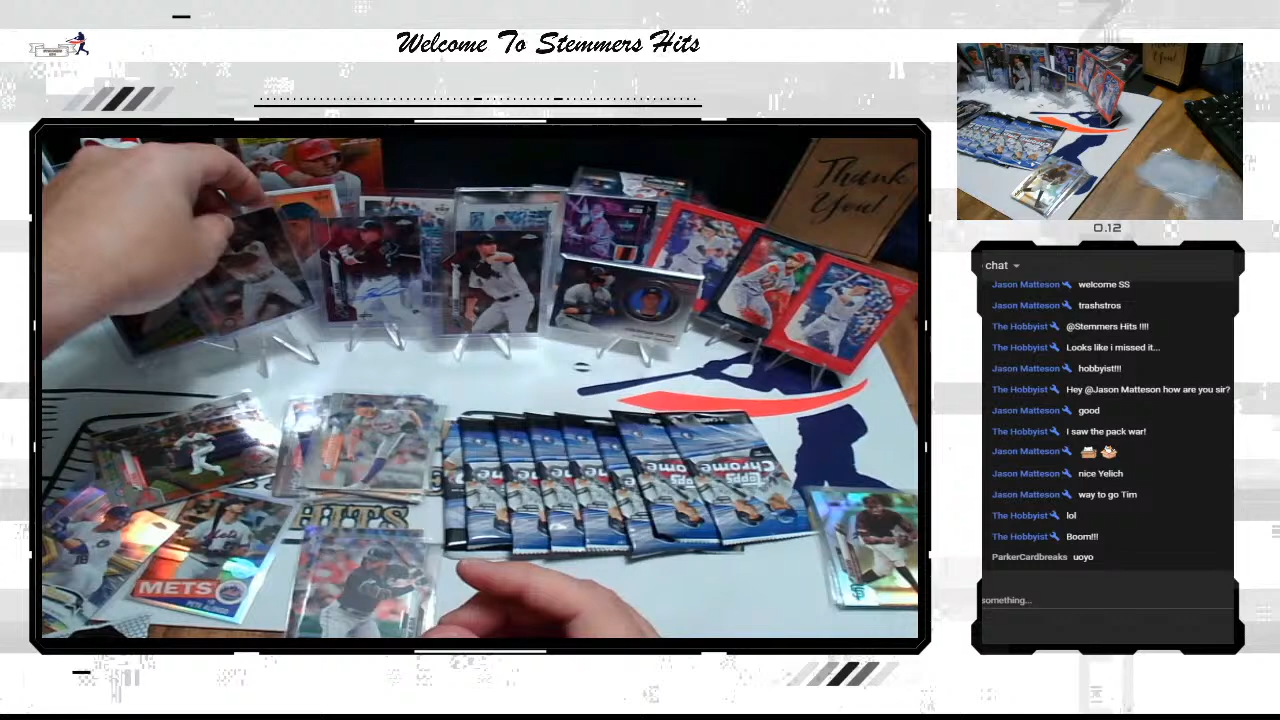 Welcome To Stemmers Hits
Thank
You!
0.12
chat
Jason Matteson welcome SS
Jason Matteson trashstros
The Hobbyist @Stemmers Hits !!!!
The Hobbyist Looks like i missed it...
Jason Matteson hobbyist!!!
The Hobbyist Hey @Jason Matteson how are you sir?
Jason Matteson good
The Hobbyist I saw the pack war!
Jason Matteson
Jason Matteson nice Yelich
Jason Matteson way to go Tim
The Hobbyist lol
The Hobbyist Boom!!!
ParkerCardbreaks uoyo
something...
HITS
Topps
Chrome
Topps
Chrome
METS
PETE ALONSO